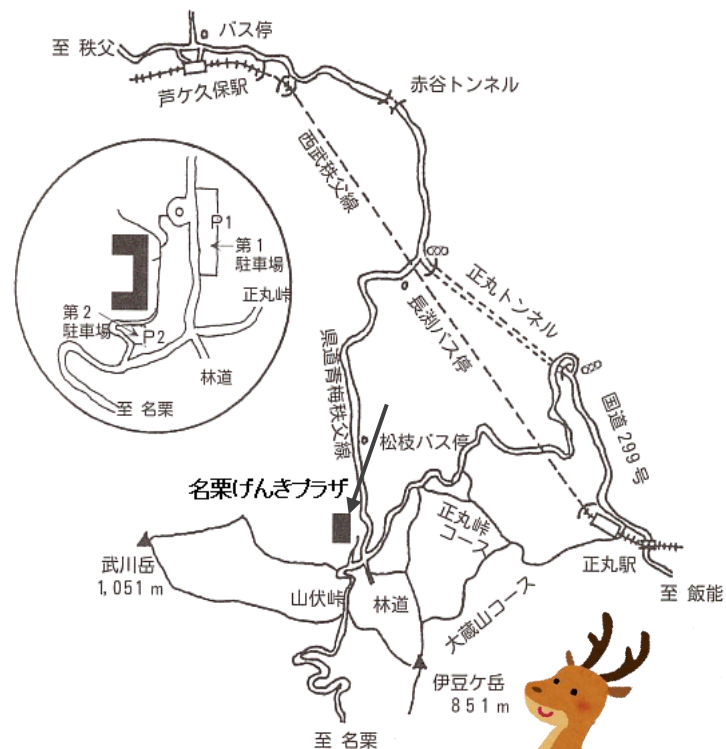 バス停
至 秩父
芦ケ久保駅
赤谷トンネル
西武秩父線
P1
第1
駐車場
正丸峠
第2
駐車場
P2
林道
至 名栗
正丸トンネル
長渕バス停
県道青梅秩父線
国道299号
松枝バス停
名栗げんきプラザ
正丸峠
コース
武川岳
1,051m
山伏峠
林道
大蔵山コース
正丸駅
至 飯能
伊豆ケ岳
851m
至 名栗